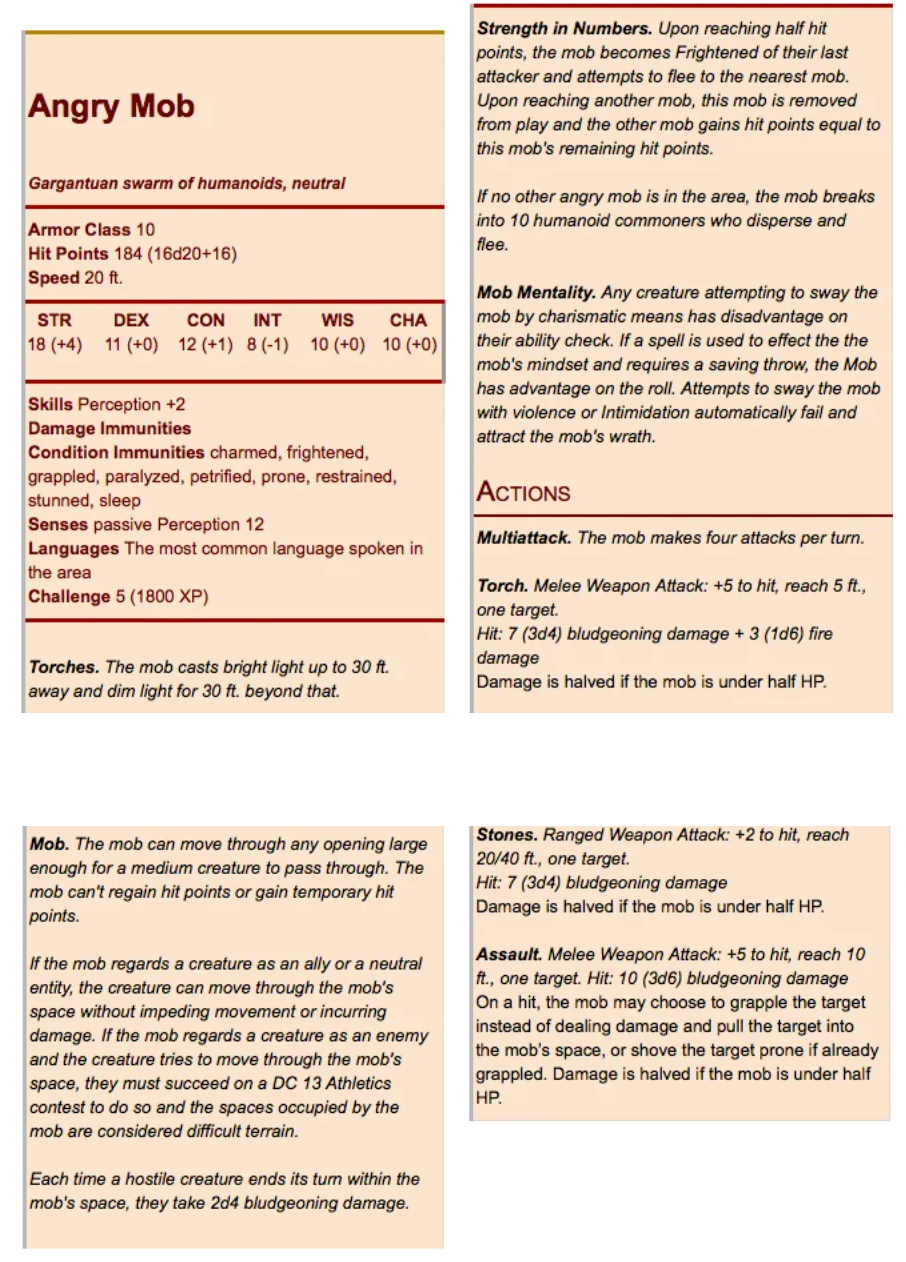 Angry Mob
Gargantuan swarm of humanoids, neutral
Armor Class 10
Hit Points 184 (16d20+16)
Speed 20 ft.
STR DEX CON INT WIS CHA
18 (+4) 11 (+0) 12 (+1) 8 (-1) 10 (+0) 10 (+0)
Skills Perception +2
Damage Immunities
Condition Immunities charmed, frightened,
grappled, paralyzed, petrified, prone, restrained,
stunned, sleep
Senses passive Perception 12
Languages The most common language spoken in
the area
Challenge 5 (1800 XP)
Torches. The mob casts bright light up to 30 ft.
away and dim light for 30 ft. beyond that.
Mob. The mob can move through any opening large
enough for a medium creature to pass through. The
mob can't regain hit points or gain temporary hit
points.
If the mob regards a creature as an ally or a neutral
entity, the creature can move through the mob's
space without impeding movement or incurring
damage. If the mob regards a creature as an enemy
and the creature tries to move through the mob's
space, they must succeed on a DC 13 Athletics
contest to do so and the spaces occupied by the
mob are considered difficult terrain.
Each time a hostile creature ends its turn within the
mob's space, they take 2d4 bludgeoning damage.
Strength in Numbers. Upon reaching half hit
points, the mob becomes Frightened of their last
attacker and attempts to flee to the nearest mob.
Upon reaching another mob, this mob is removed
from play and the other mob gains hit points equal to
this mob's remaining hit points.
If no other angry mob is in the area, the mob breaks
into 10 humanoid commoners who disperse and
flee.
Mob Mentality. Any creature attempting to sway the
mob by charismatic means has disadvantage on
their ability check. If a spell is used to effect the the
mob's mindset and requires a saving throw, the Mob
has advantage on the roll. Attempts to sway the mob
with violence or Intimidation automatically fail and
attract the mob's wrath.
ACTIONS
Multiattack. The mob makes four attacks per turn.
Torch. Melee Weapon Attack: +5 to hit, reach 5 ft.,
one target.
Hit: 7 (3d4) bludgeoning damage + 3 (1d6) fire
damage
Damage is halved if the mob is under half HP.
Stones. Ranged Weapon Attack: +2 to hit, reach
20/40 ft., one target.
Hit: 7 (3d4) bludgeoning damage
Damage is halved if the mob is under half HP.
Assault. Melee Weapon Attack: +5 to hit, reach 10
ft., one target. Hit: 10 (3d6) bludgeoning damage
On a hit, the mob may choose to grapple the target
instead of dealing damage and pull the target into
the mob's space, or shove the target prone if already
grappled. Damage is halved if the mob is under half
HP.